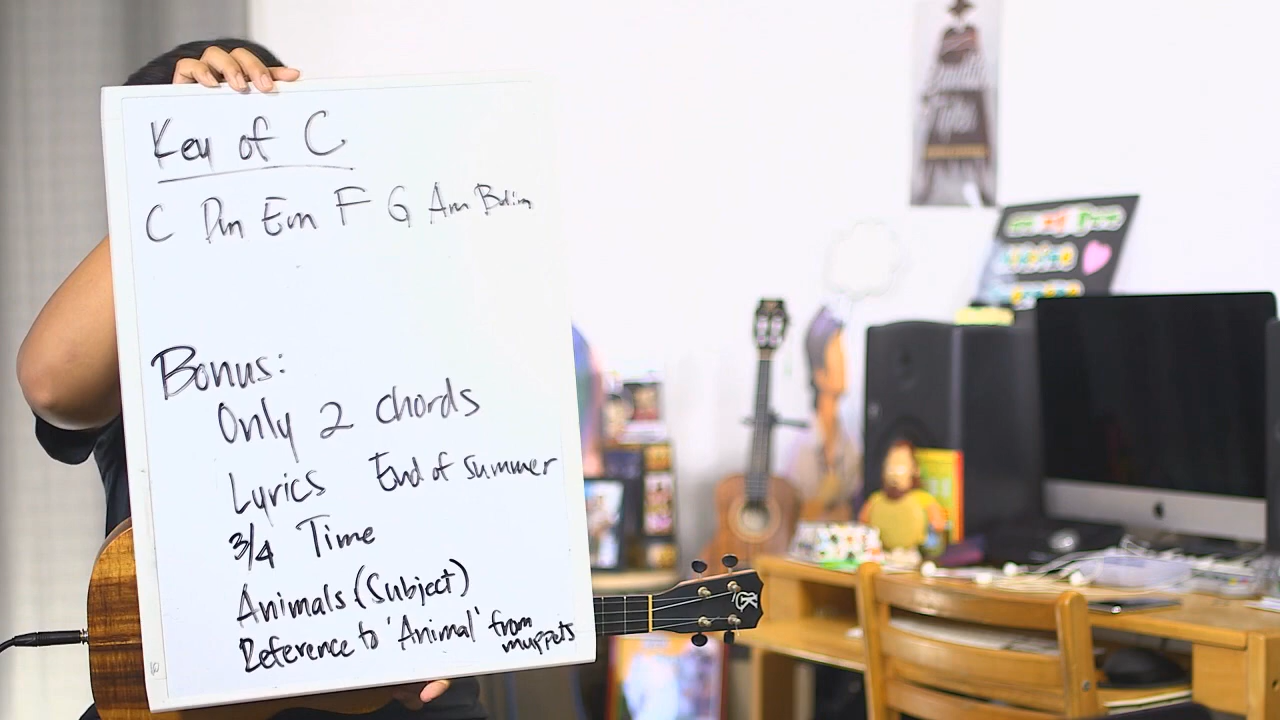 Key of C
C Dm Em F G Am Bdim
Bonus:
Only 2 chords
Lyrics End of summer
3/4 Time
Animals (Subject)
Reference to 'Animal' from
muppets